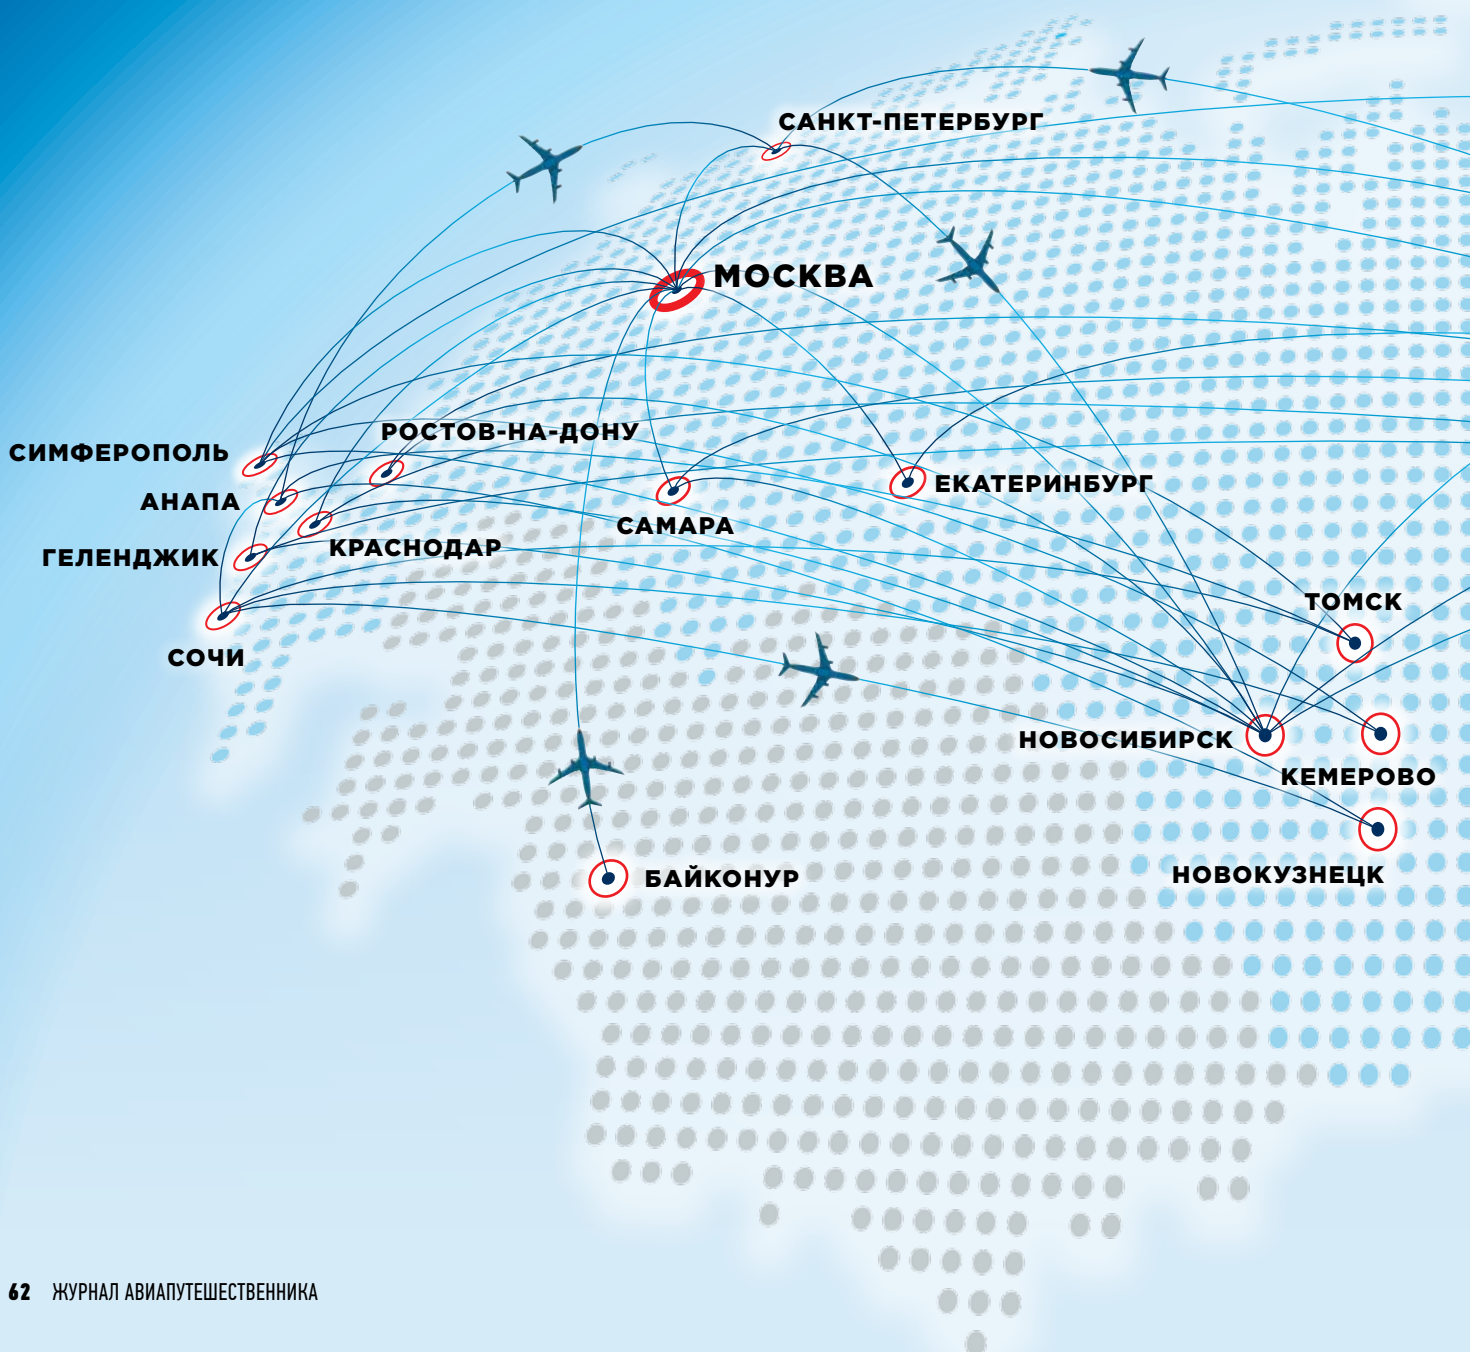 САНКТ-ПЕТЕРБУРГ
МОСКВА
РОСТОВ-НА-ДОНУ
СИМФЕРОПОЛЬ
ЕКАТЕРИНБУРГ
АНАПА
САМАРА
КРАСНОДАР
ГЕЛЕНДЖИК
ТОМСК
СОЧИ
НОВОСИБИРСК
КЕМЕРОВО
НОВОКУЗНЕЦК
БАЙКОНУР
62 ЖУРНАЛ АВИАПУТЕШЕСТВЕННИКА